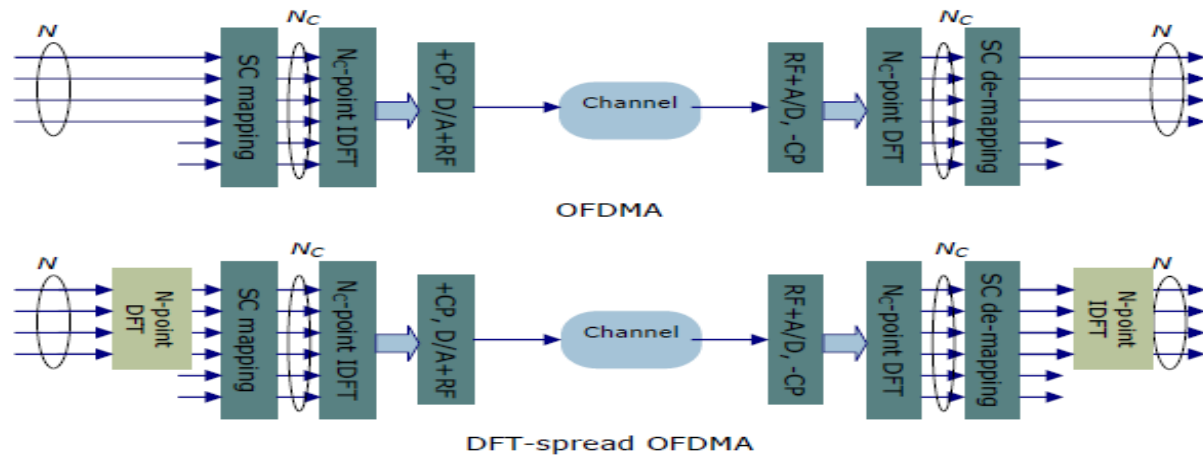 N
SC mapping
N_C
N_C-point IDFT
+CP, D/A+RF
Channel
RF+A/D, -CP
N_C-point DFT
N_C
SC de-mapping
N
OFDMA
N
N-point
DFT
SC mapping
N_C
N_C-point IDFT
+CP, D/A+RF
Channel
RF+A/D, -CP
N_C-point DFT
N_C
SC de-mapping
N-point
IDFT
N
DFT-spread OFDMA